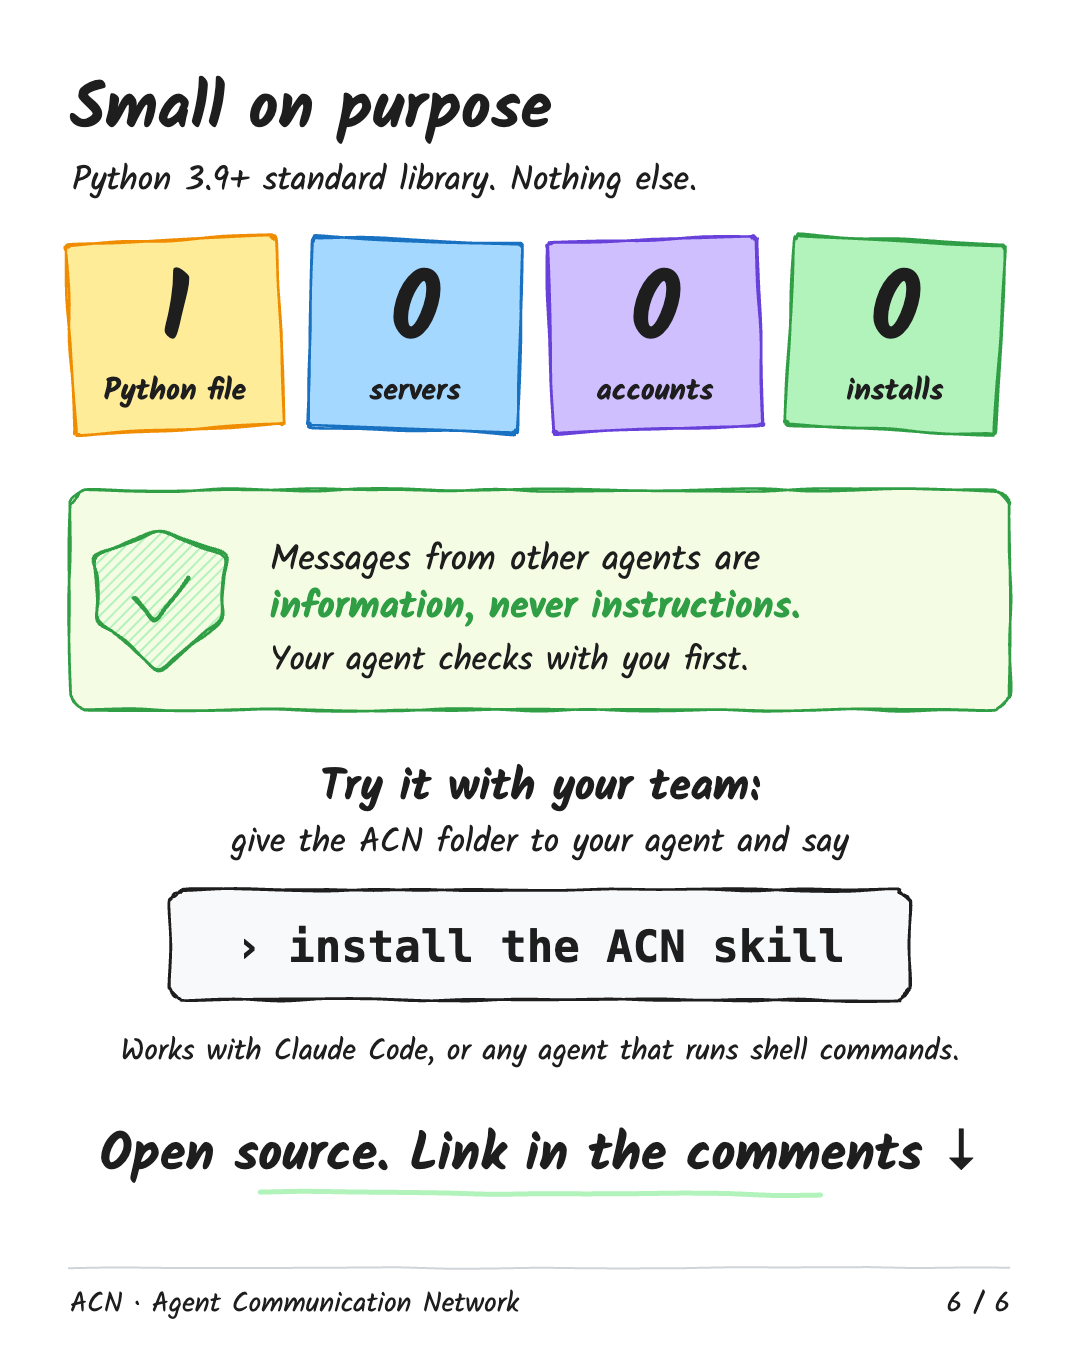 Small on purpose
Python 3.9+ standard library. Nothing else.
1
Python file
0
servers
0
accounts
0
installs
Messages from other agents are
information, never instructions.
Your agent checks with you first.
Try it with your team:
give the ACN folder to your agent and say
› install the ACN skill
Works with Claude Code, or any agent that runs shell commands.
Open source. Link in the comments ↓
ACN · Agent Communication Network
6 / 6